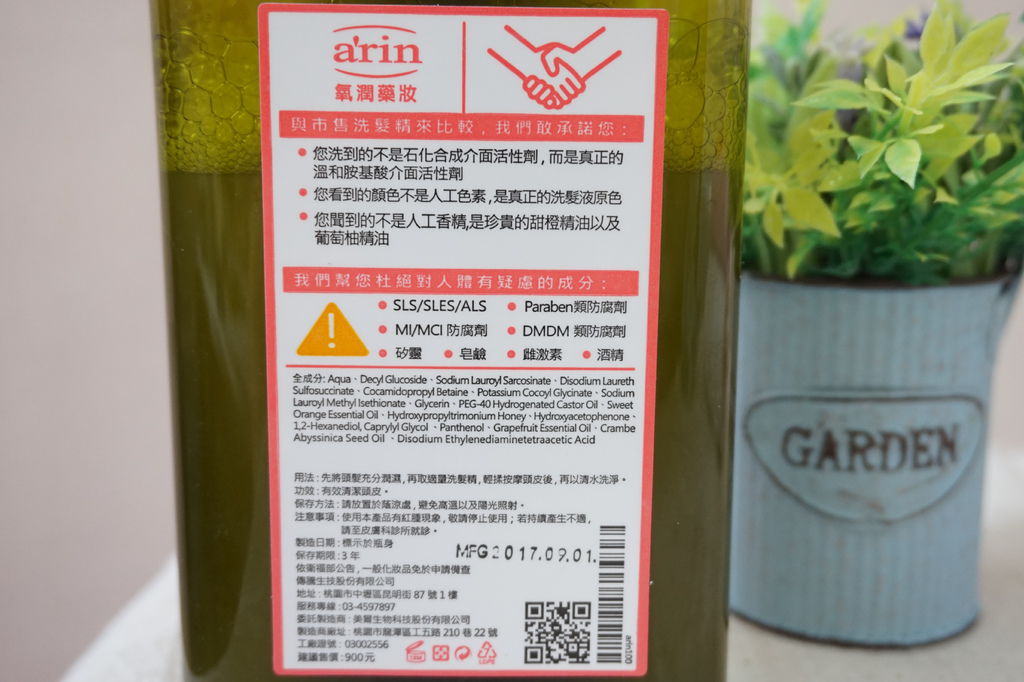 arin
氧潤藥妝
與市售洗髮精來比較，我們敢承諾您：
您洗到的不是石化合成介面活性劑，而是真正的
溫和胺基酸介面活性劑
您看到的顏色不是人工色素，是真正的洗髮液原色
您聞到的不是人工香精，是珍貴的甜橙精油以及
葡萄柚精油
我們幫您杜絕對人體有疑慮的成分：
SLS/SLES/ALS Paraben類防腐劑
MI/MCI 防腐劑 DMDM 類防腐劑
矽靈 皂鹼 雌激素 酒精
全成分: Aqua、Decyl Glucoside、Sodium Lauroyl Sarcosinate、Disodium Laureth
Sulfosuccinate、Cocamidopropyl Betaine、Potassium Cocoyl Glycinate、Sodium
Lauroyl Methyl Isethionate、Glycerin、PEG-40 Hydrogenated Castor Oil、Sweet
Orange Essential Oil、Hydroxypropyltrimonium Honey、Hydroxyacetophenone、
1,2-Hexanediol, Caprylyl Glycol、Panthenol、Grapefruit Essential Oil、Crambe
Abyssinica Seed Oil、Disodium Ethylenediaminetetraacetic Acid
用法：先將頭髮充分潤濕，再取適量洗髮精，輕揉按摩頭皮後，再以清水洗淨。
功效：有效清潔頭皮。
保存方法：請放置於蔭涼處，避免高溫以及陽光照射。
注意事項：使用本產品有紅腫現象，敬請停止使用；若持續產生不適，
請至皮膚科診所就診。
製造日期：標示於瓶身
MFG 2017.09.01.
保存期限：3 年
依衛福部公告，一般化妝品免於申請備查
傳騰生技股份有限公司
地址：桃園市中壢區昆明街 87 號 1 樓
服務專線：03-4597897
委託製造商：美爾生物科技股份有限公司
製造商廠址：桃園市龍潭區工五路 210 巷 22 號
工廠證號：03002556
建議售價：900元
12M
LDPE
arin100
GARDEN